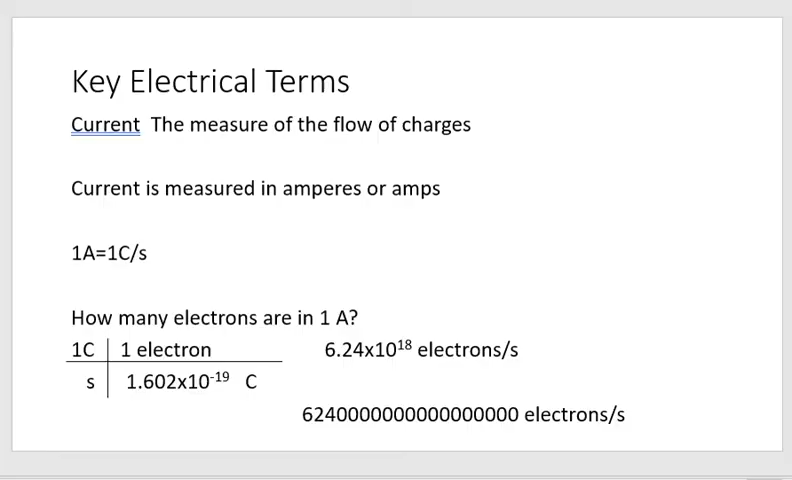 Key Electrical Terms
Current The measure of the flow of charges
Current is measured in amperes or amps
1A=1C/s
How many electrons are in 1 A?
1C 1 electron 6.24x10¹⁸ electrons/s
s 1.602x10⁻¹⁹ C
6240000000000000000 electrons/s